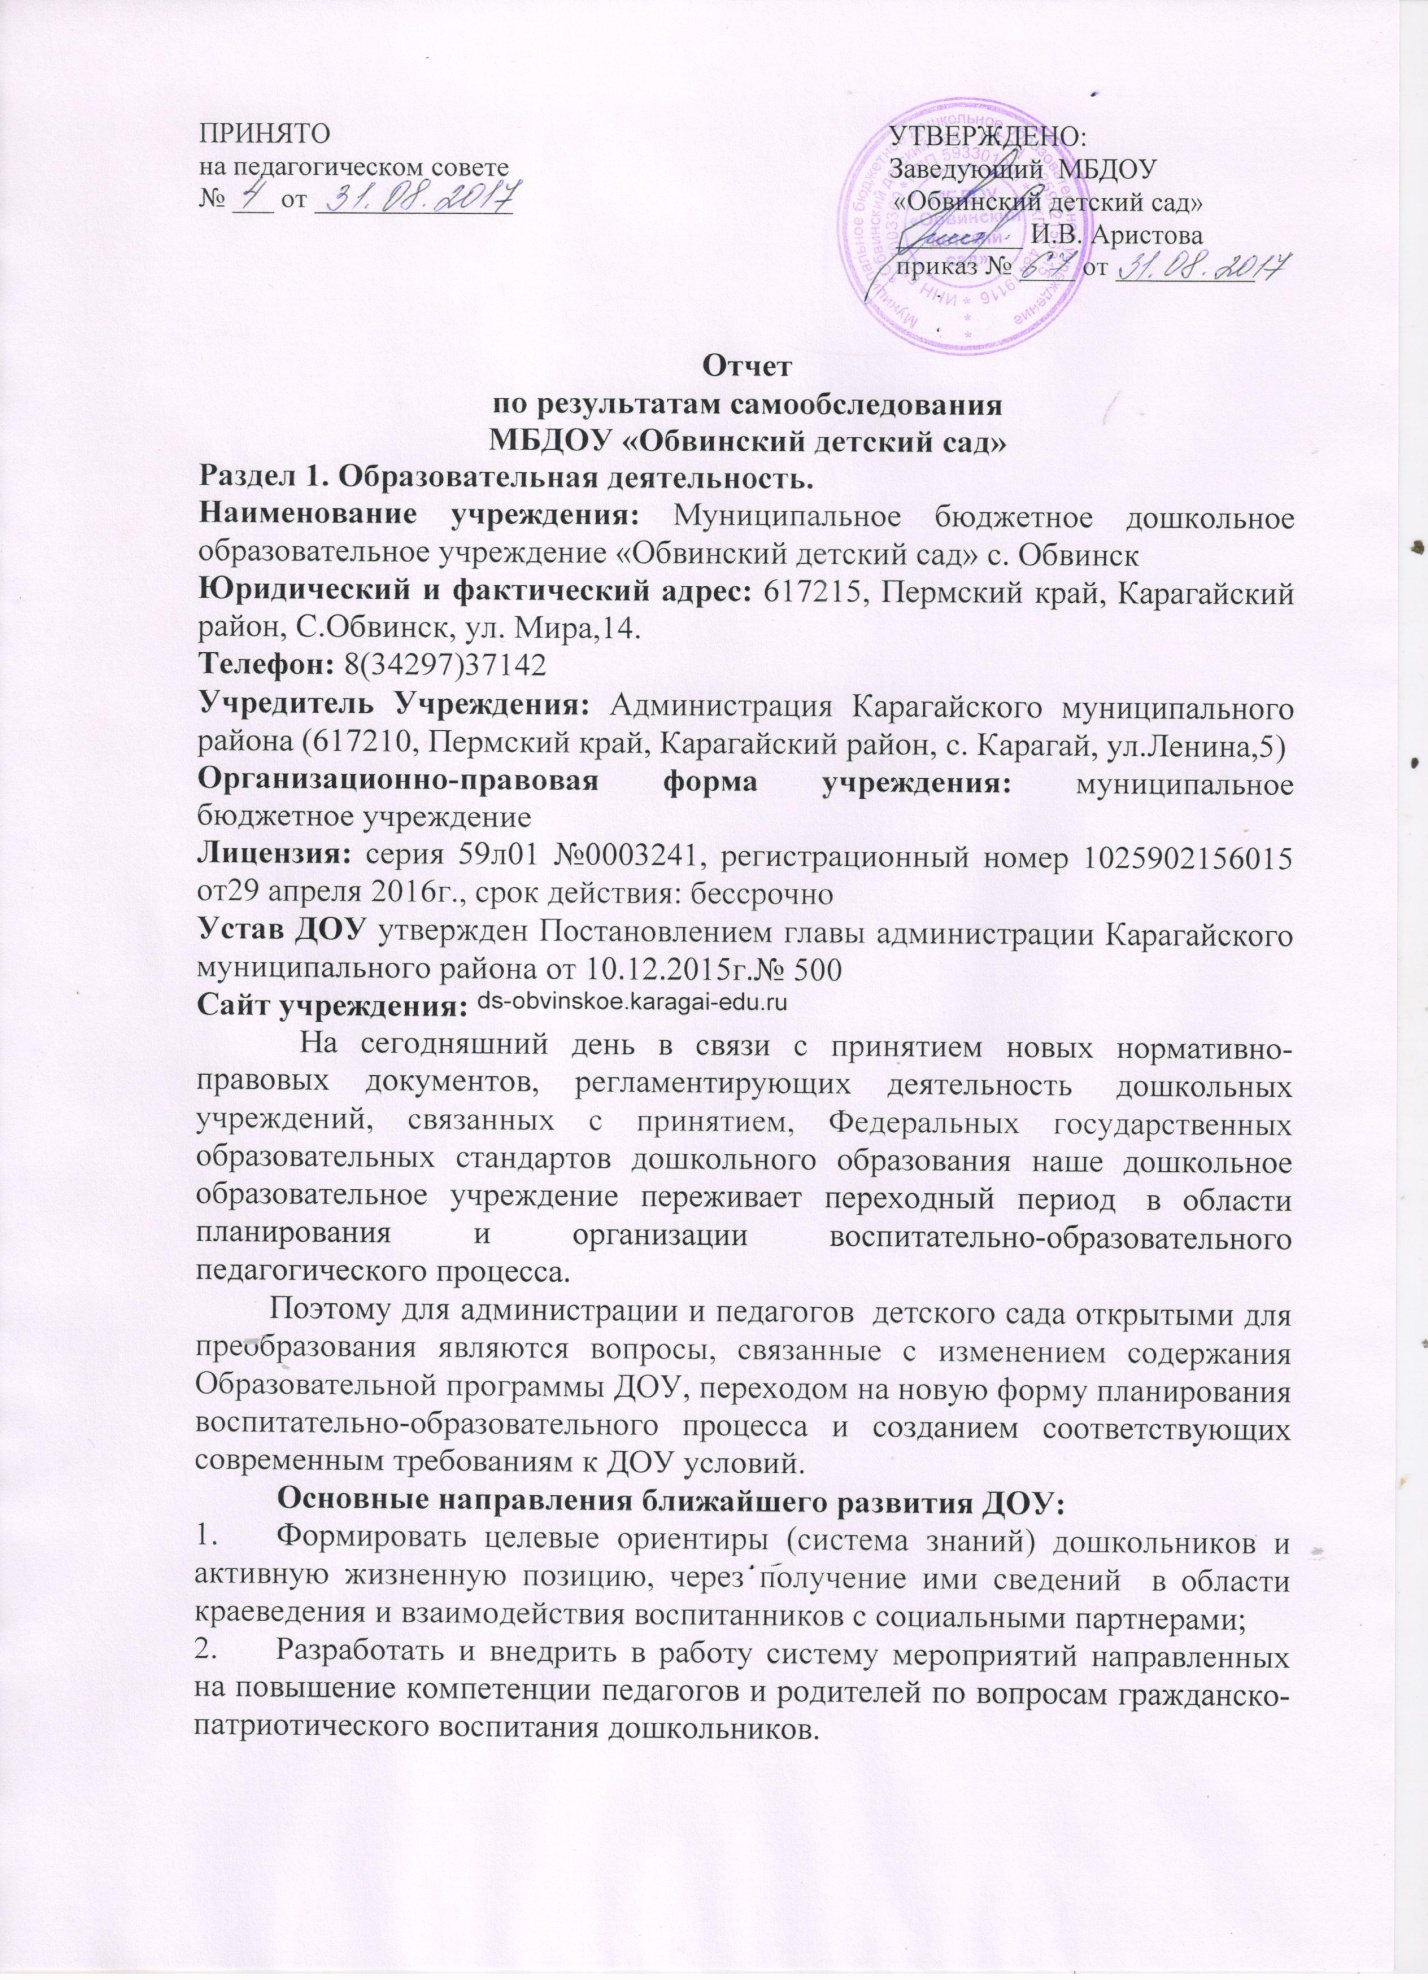 ПРИНЯТО
на педагогическом совете
№ 4 от 31.08.2017
УТВЕРЖДЕНО:
Заведующий МБДОУ
«Обвинский детский сад»
И.В. Аристова
приказ № 67 от 31.08.2017
Отчет
по результатам самообследования
МБДОУ «Обвинский детский сад»
Раздел 1. Образовательная деятельность.
Наименование учреждения: Муниципальное бюджетное дошкольное
образовательное учреждение «Обвинский детский сад» с. Обвинск
Юридический и фактический адрес: 617215, Пермский край, Карагайский
район, С.Обвинск, ул. Мира,14.
Телефон: 8(34297)37142
Учредитель Учреждения: Администрация Карагайского муниципального
района (617210, Пермский край, Карагайский район, с. Карагай, ул.Ленина,5)
Организационно-правовая форма учреждения: муниципальное
бюджетное учреждение
Лицензия: серия 59л01 №0003241, регистрационный номер 1025902156015
от29 апреля 2016г., срок действия: бессрочно
Устав ДОУ утвержден Постановлением главы администрации Карагайского
муниципального района от 10.12.2015г.№ 500
Сайт учреждения: ds-obvinskoe.karagai-edu.ru
На сегодняшний день в связи с принятием новых нормативно-
правовых документов, регламентирующих деятельность дошкольных
учреждений, связанных с принятием, Федеральных государственных
образовательных стандартов дошкольного образования наше дошкольное
образовательное учреждение переживает переходный период в области
планирования и организации воспитательно-образовательного
педагогического процесса.
Поэтому для администрации и педагогов детского сада открытыми для
преобразования являются вопросы, связанные с изменением содержания
Образовательной программы ДОУ, переходом на новую форму планирования
воспитательно-образовательного процесса и созданием соответствующих
современным требованиям к ДОУ условий.
Основные направления ближайшего развития ДОУ:
1. Формировать целевые ориентиры (система знаний) дошкольников и
активную жизненную позицию, через получение ими сведений в области
краеведения и взаимодействия воспитанников с социальными партнерами;
2. Разработать и внедрить в работу систему мероприятий направленных
на повышение компетенции педагогов и родителей по вопросам гражданско-
патриотического воспитания дошкольников.